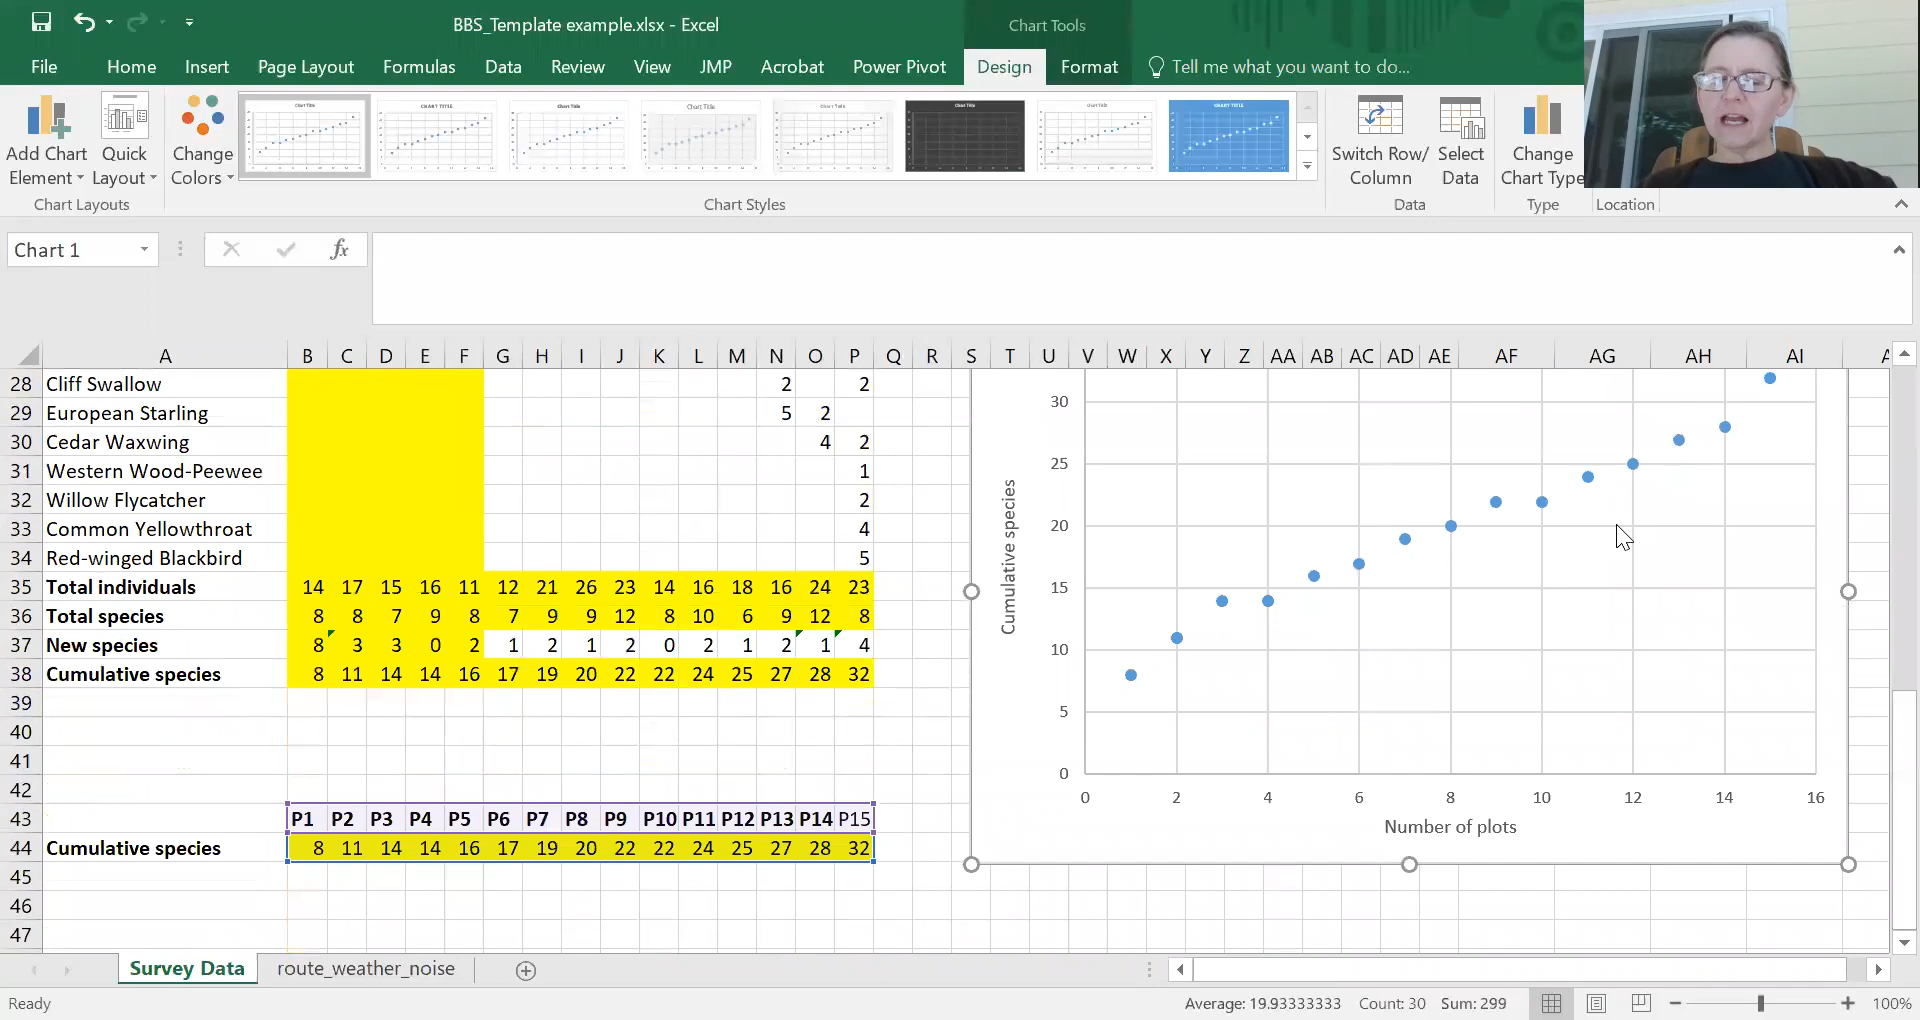 BBS_Template example.xlsx - Excel
Chart Tools
File Home Insert Page Layout Formulas Data Review View JMP Acrobat Power Pivot Design Format Tell me what you want to do...
Add Chart Element
Quick Layout
Change Colors
Switch Row/ Column
Select Data
Change Chart Type
Chart Layouts
Chart Styles
Data
Type
Location
Chart 1
fx
A B C D E F G H I J K L M N O P Q R S T U V W X Y Z AA AB AC AD AE AF AG AH AI
28 Cliff Swallow 2 2
29 European Starling 5 2
30 Cedar Waxwing 4 2
31 Western Wood-Peewee 1
32 Willow Flycatcher 2
33 Common Yellowthroat 4
34 Red-winged Blackbird 5
35 Total individuals 14 17 15 16 11 12 21 26 23 14 16 18 16 24 23
36 Total species 8 8 7 9 8 7 9 9 12 8 10 6 9 12 8
37 New species 8 3 3 0 2 1 2 1 2 0 2 1 2 1 4
38 Cumulative species 8 11 14 14 16 17 19 20 22 22 24 25 27 28 32
39
40
41
42
43 P1 P2 P3 P4 P5 P6 P7 P8 P9 P10 P11 P12 P13 P14 P15
44 Cumulative species 8 11 14 14 16 17 19 20 22 22 24 25 27 28 32
45
46
47
30
25
20
15
10
5
0
Cumulative species
0 2 4 6 8 10 12 14 16
Number of plots
Survey Data route_weather_noise
Ready
Average: 19.93333333 Count: 30 Sum: 299
100%